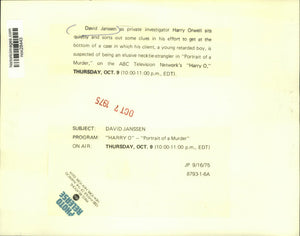 David Janssen as private investigator Harry Orwell sits
quietly and sorts out some clues in his effort to get at the
bottom of a case in which his client, a young retarded boy, is
suspected of being an elusive necktie strangler in "Portrait of a
Murder," on the ABC Television Network's "Harry O,"
THURSDAY, OCT. 9 (10:00-11:00 p.m., EDT).
OCT 7 1975
SUBJECT: DAVID JANSSEN
PROGRAM: "HARRY O" – "Portrait of a Murder"
ON AIR: THURSDAY, OCT. 9 (10:00-11:00 p.m., EDT)
JP 9/16/75
8793-1-6A
PHOTO
RELEASE